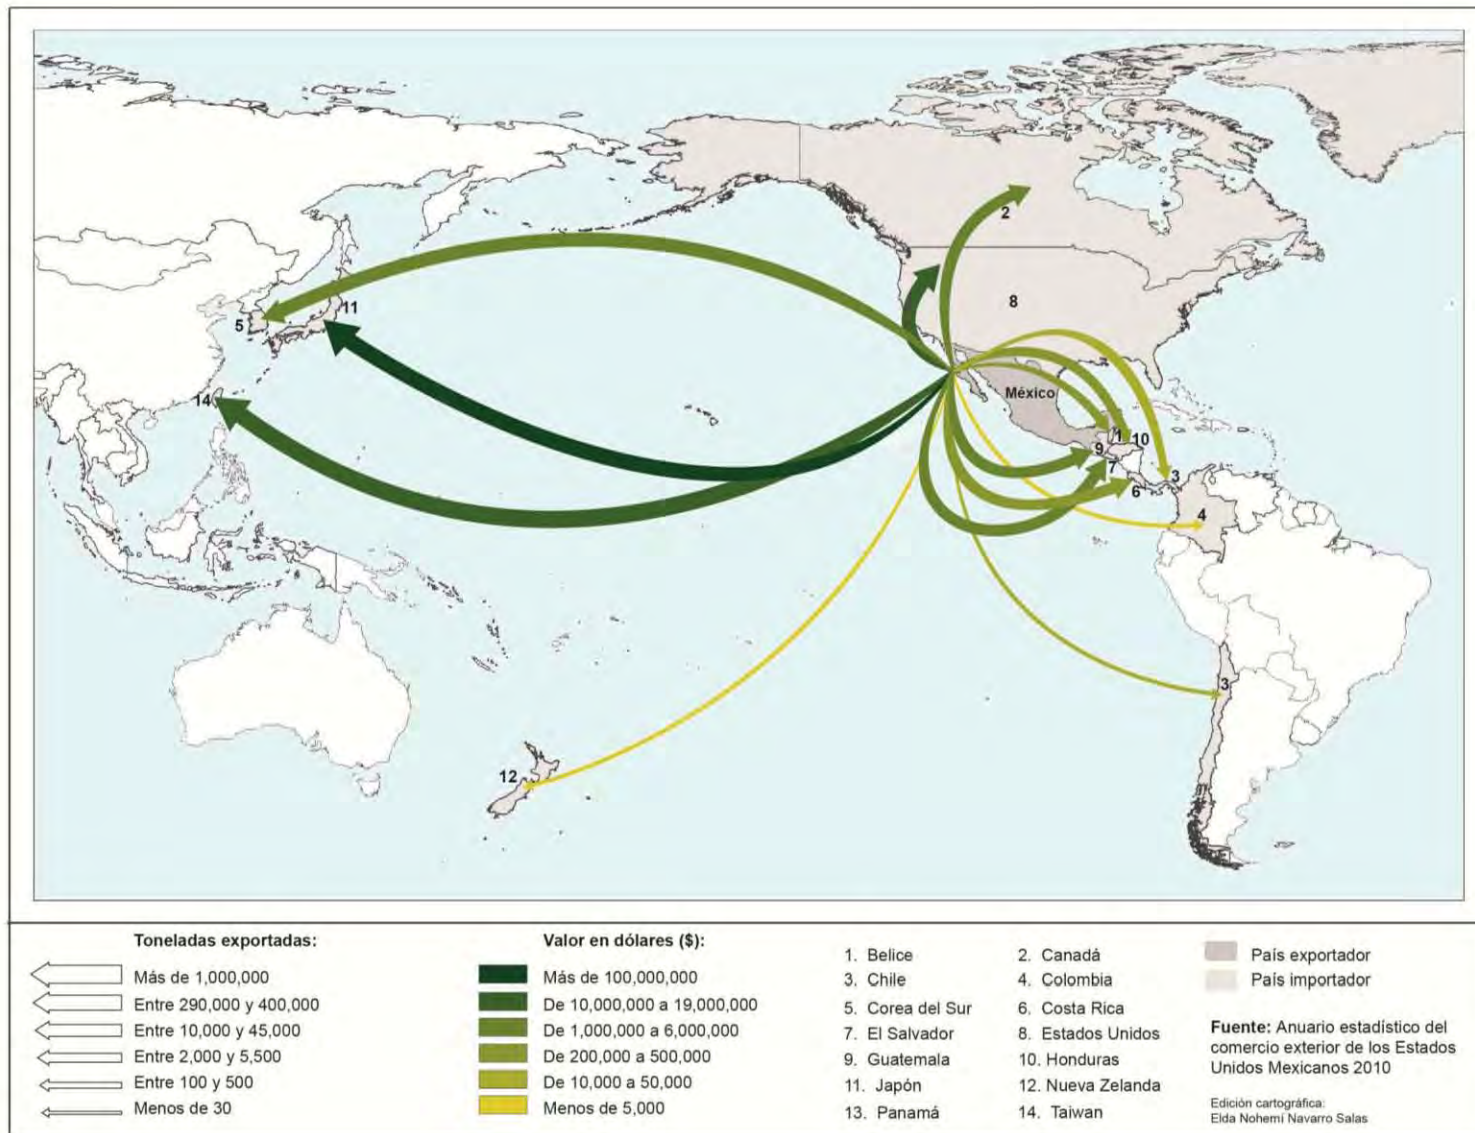 2
8
11
5
14
México
1
10
9
7
3
6
4
3
12
Toneladas exportadas:
Más de 1,000,000
Entre 290,000 y 400,000
Entre 10,000 y 45,000
Entre 2,000 y 5,500
Entre 100 y 500
Menos de 30
Valor en dólares ($):
Más de 100,000,000
De 10,000,000 a 19,000,000
De 1,000,000 a 6,000,000
De 200,000 a 500,000
De 10,000 a 50,000
Menos de 5,000
1. Belice
2. Canadá
3. Chile
4. Colombia
5. Corea del Sur
6. Costa Rica
7. El Salvador
8. Estados Unidos
9. Guatemala
10. Honduras
11. Japón
12. Nueva Zelanda
13. Panamá
14. Taiwan
País exportador
País importador
Fuente: Anuario estadístico del
comercio exterior de los Estados
Unidos Mexicanos 2010
Edición cartográfica:
Elda Nohemí Navarro Salas